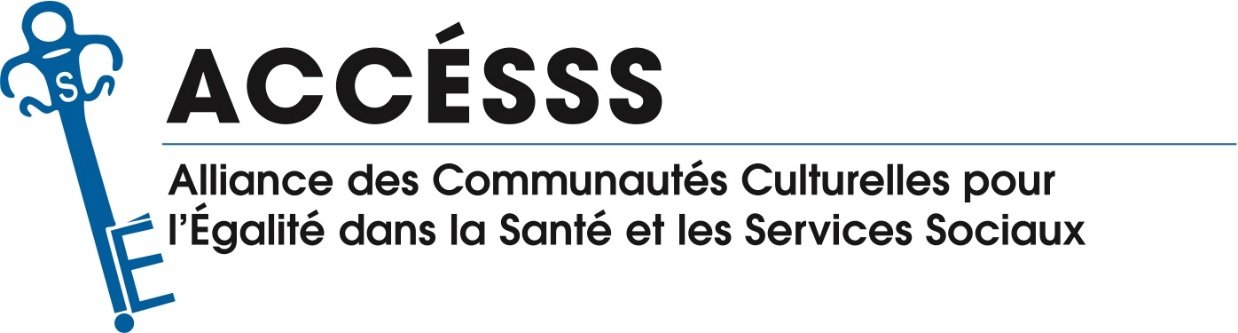 S
ACCÉSSS
Alliance des Communautés Culturelles pour
É l'Égalité dans la Santé et les Services Sociaux